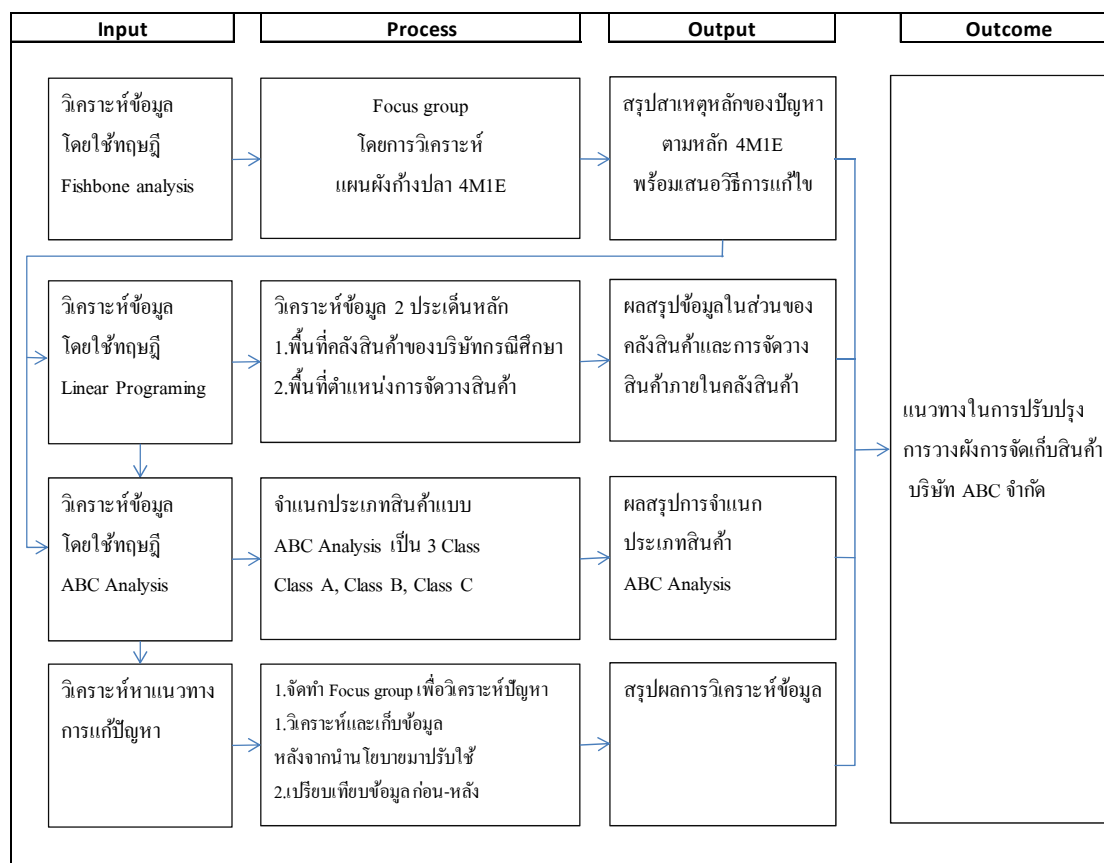 Input
Process
Output
Outcome
วิเคราะห์ข้อมูล
โดยใช้ทฤษฎี
Fishbone analysis
Focus group
โดยการวิเคราะห์
แผนผังก้างปลา 4M1E
สรุปสาเหตุหลักของปัญหา
ตามหลัก 4M1E
พร้อมเสนอวิธีการแก้ไข
วิเคราะห์ข้อมูล
โดยใช้ทฤษฎี
Linear Programing
วิเคราะห์ข้อมูล 2 ประเด็นหลัก
1.พื้นที่คลังสินค้าของบริษัทกรณีศึกษา
2.พื้นที่ตำแหน่งการจัดวางสินค้า
ผลสรุปข้อมูลในส่วนของ
คลังสินค้าและการจัดวาง
สินค้าภายในคลังสินค้า
วิเคราะห์ข้อมูล
โดยใช้ทฤษฎี
ABC Analysis
จำแนกประเภทสินค้าแบบ
ABC Analysis เป็น 3 Class
Class A, Class B, Class C
ผลสรุปการจำแนก
ประเภทสินค้า
ABC Analysis
วิเคราะห์หาแนวทาง
การแก้ปัญหา
1.จัดทำ Focus group เพื่อวิเคราะห์ปัญหา
1.วิเคราะห์และเก็บข้อมูล
หลังจากนำนโยบายมาปรับใช้
2.เปรียบเทียบข้อมูล ก่อน-หลัง
สรุปผลการวิเคราะห์ข้อมูล
แนวทางในการปรับปรุง
การวางผังการจัดเก็บสินค้า
บริษัท ABC จำกัด